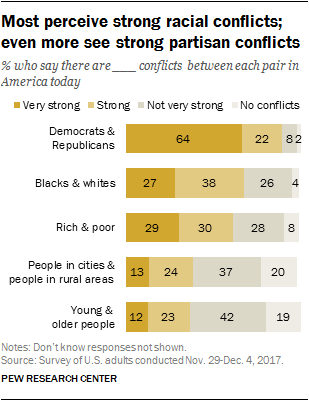 Most perceive strong racial conflicts;
even more see strong partisan conflicts
% who say there are ___ conflicts between each pair in
America today
Very strong Strong Not very strong No conflicts
Democrats &
Republicans
64 22 8 2
Blacks & whites 27 38 26 4
Rich & poor 29 30 28 8
People in cities &
people in rural areas
13 24 37 20
Young &
older people
12 23 42 19
Notes: Don't know responses not shown.
Source: Survey of U.S. adults conducted Nov. 29-Dec. 4, 2017.
PEW RESEARCH CENTER